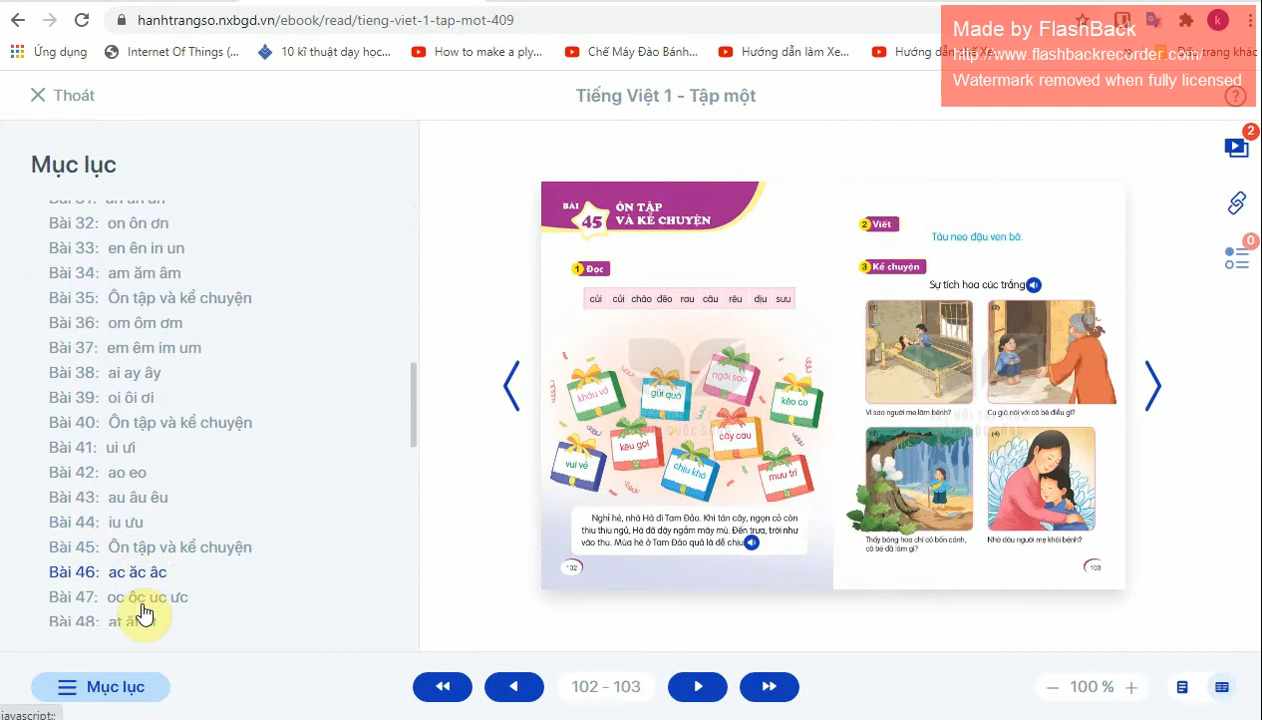 hanhtrangso.nxbgd.vn/ebook/read/tieng-viet-1-tap-mot-409
Made by FlashBack
http://www.flashbackrecorder.com/
Watermark removed when fully licensed
Ứng dụng
Internet Of Things (...
10 kĩ thuật dạy học...
How to make a ply...
Chế Máy Đào Bánh...
Hướng dẫn làm Xe...
Thoát
Tiếng Việt 1 - Tập một
Mục lục
Bài 32: on ôn ơn
Bài 33: en ên in un
Bài 34: am ăm âm
Bài 35: Ôn tập và kể chuyện
Bài 36: om ôm ơm
Bài 37: em êm im um
Bài 38: ai ay ây
Bài 39: oi ôi ơi
Bài 40: Ôn tập và kể chuyện
Bài 41: ui ưi
Bài 42: ao eo
Bài 43: au âu êu
Bài 44: iu ưu
Bài 45: Ôn tập và kể chuyện
Bài 46: ac ăc âc
Bài 47: oc ôc uc ưc
Bài 48: at
BÀI 45 ÔN TẬP
VÀ KỂ CHUYỆN
1 Đọc
củi cửi chào đèo rau câu rêu dịu sưu
khâu vá
gửi quà
ngôi sao
kéo co
vui vẻ
kêu gọi
cây cau
chịu khó
mưu trí
Nghỉ hè, nhà Hà đi Tam Đảo. Khi tán cây, ngọn cỏ còn
thiu thiu ngủ, Hà đã dậy ngắm mây mù. Đến trưa, trời như
vào thu. Mùa hè ở Tam Đảo quả là dễ chịu.
102
2 Viết
Tàu neo đậu ven bờ.
3 Kể chuyện
Sự tích hoa cúc trắng
(1)
(2)
Vì sao người mẹ lâm bệnh?
Cụ già nói với cô bé điều gì?
(4)
Thấy bông hoa chỉ có bốn cánh,
cô bé đã làm gì?
Nhờ đâu người mẹ khỏi bệnh?
103
2
0
Mục lục
102 - 103
100 %
javascript:;